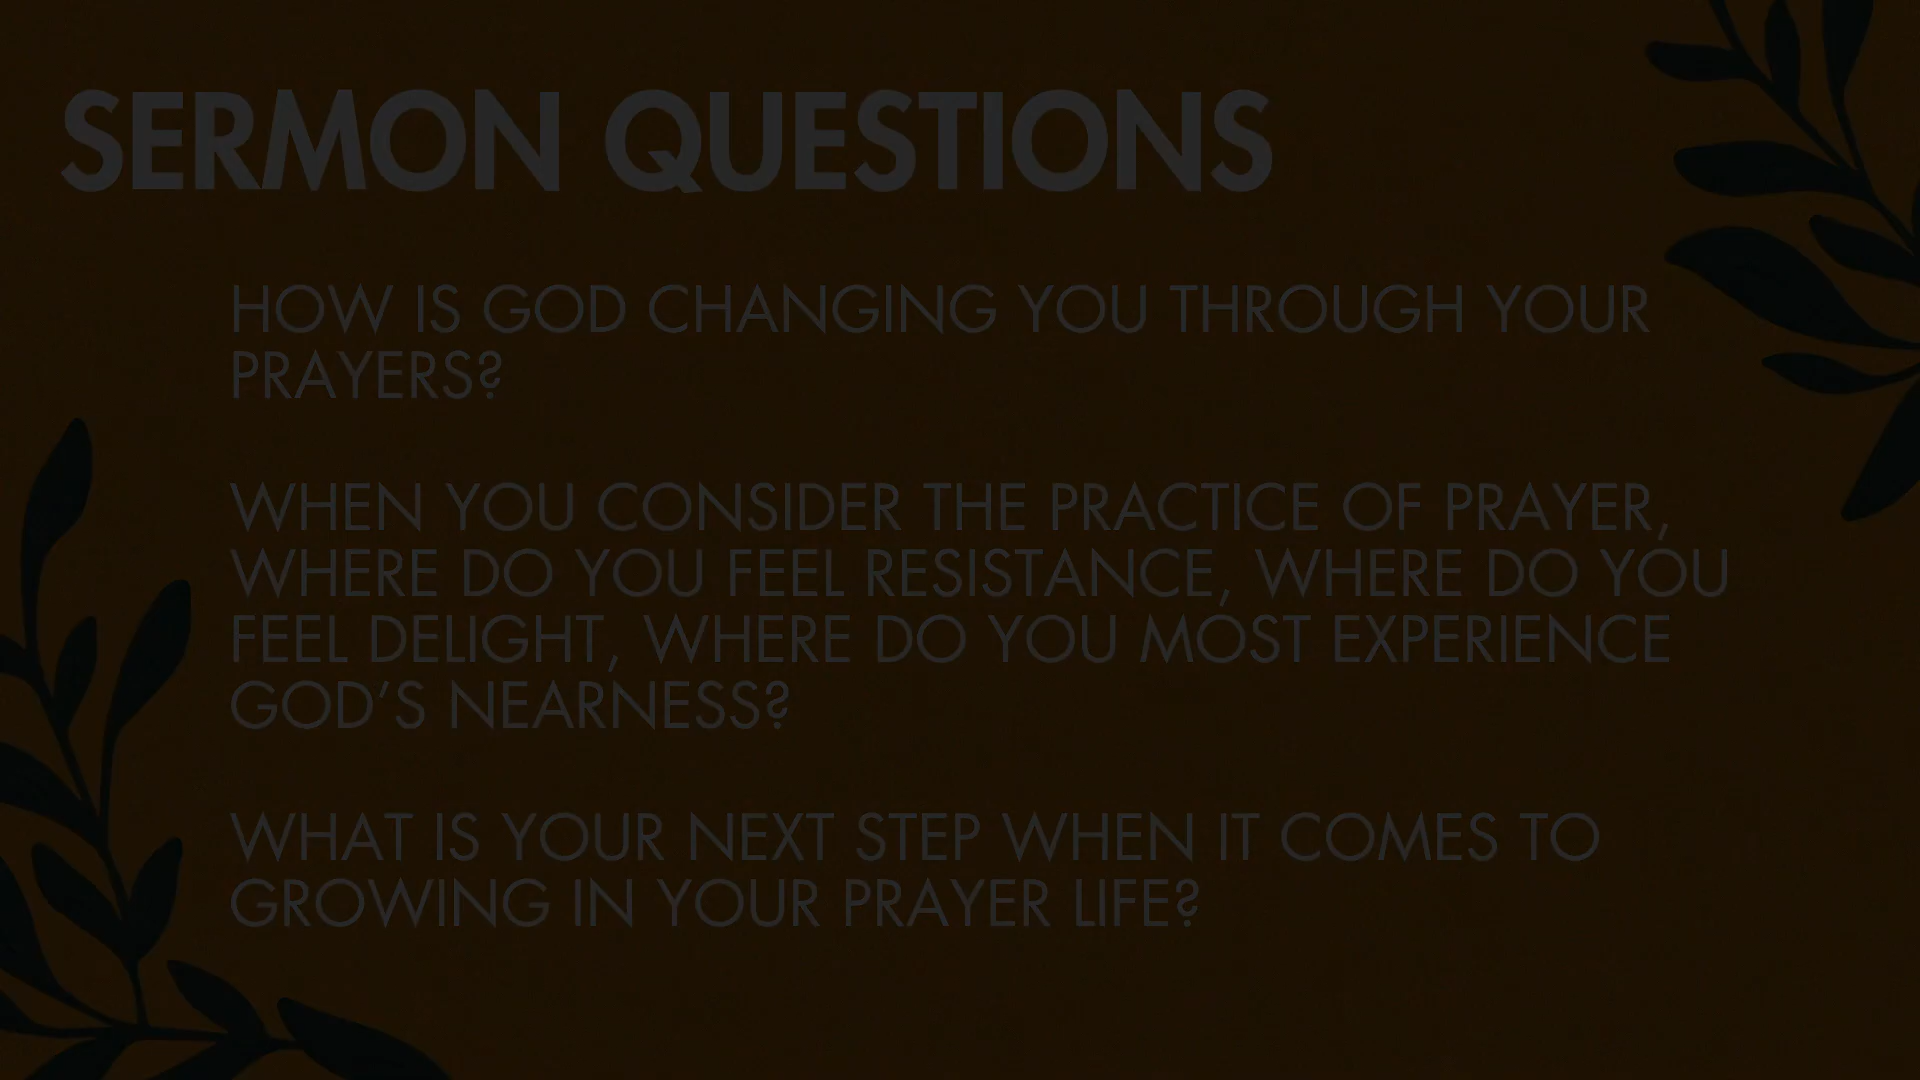 SERMON QUESTIONS
HOW IS GOD CHANGING YOU THROUGH YOUR
PRAYERS?
WHEN YOU CONSIDER THE PRACTICE OF PRAYER,
WHERE DO YOU FEEL RESISTANCE, WHERE DO YOU
FEEL DELIGHT, WHERE DO YOU MOST EXPERIENCE
GOD’S NEARNESS?
WHAT IS YOUR NEXT STEP WHEN IT COMES TO
GROWING IN YOUR PRAYER LIFE?